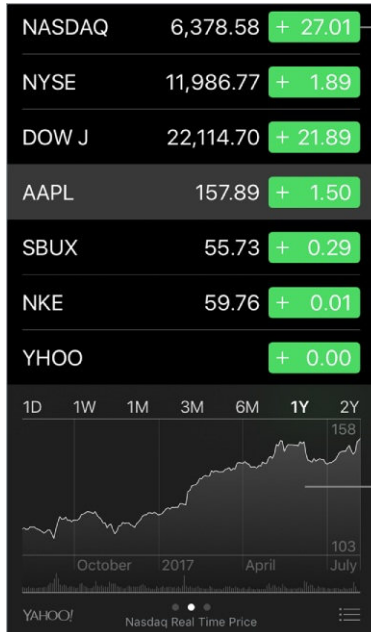 NASDAQ 6,378.58 + 27.01
NYSE 11,986.77 + 1.89
DOW J 22,114.70 + 21.89
AAPL 157.89 + 1.50
SBUX 55.73 + 0.29
NKE 59.76 + 0.01
YHOO + 0.00
1D 1W 1M 3M 6M 1Y 2Y
158
103
October 2017 April July
YAHOO!
Nasdaq Real Time Price